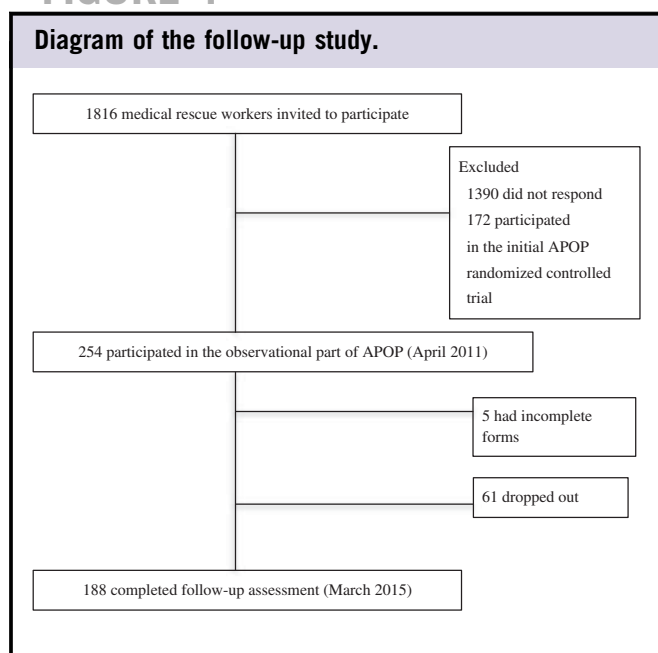 Diagram of the follow-up study.
1816 medical rescue workers invited to participate
Excluded
1390 did not respond
172 participated
in the initial APOP
randomized controlled
trial
254 participated in the observational part of APOP (April 2011)
5 had incomplete
forms
61 dropped out
188 completed follow-up assessment (March 2015)